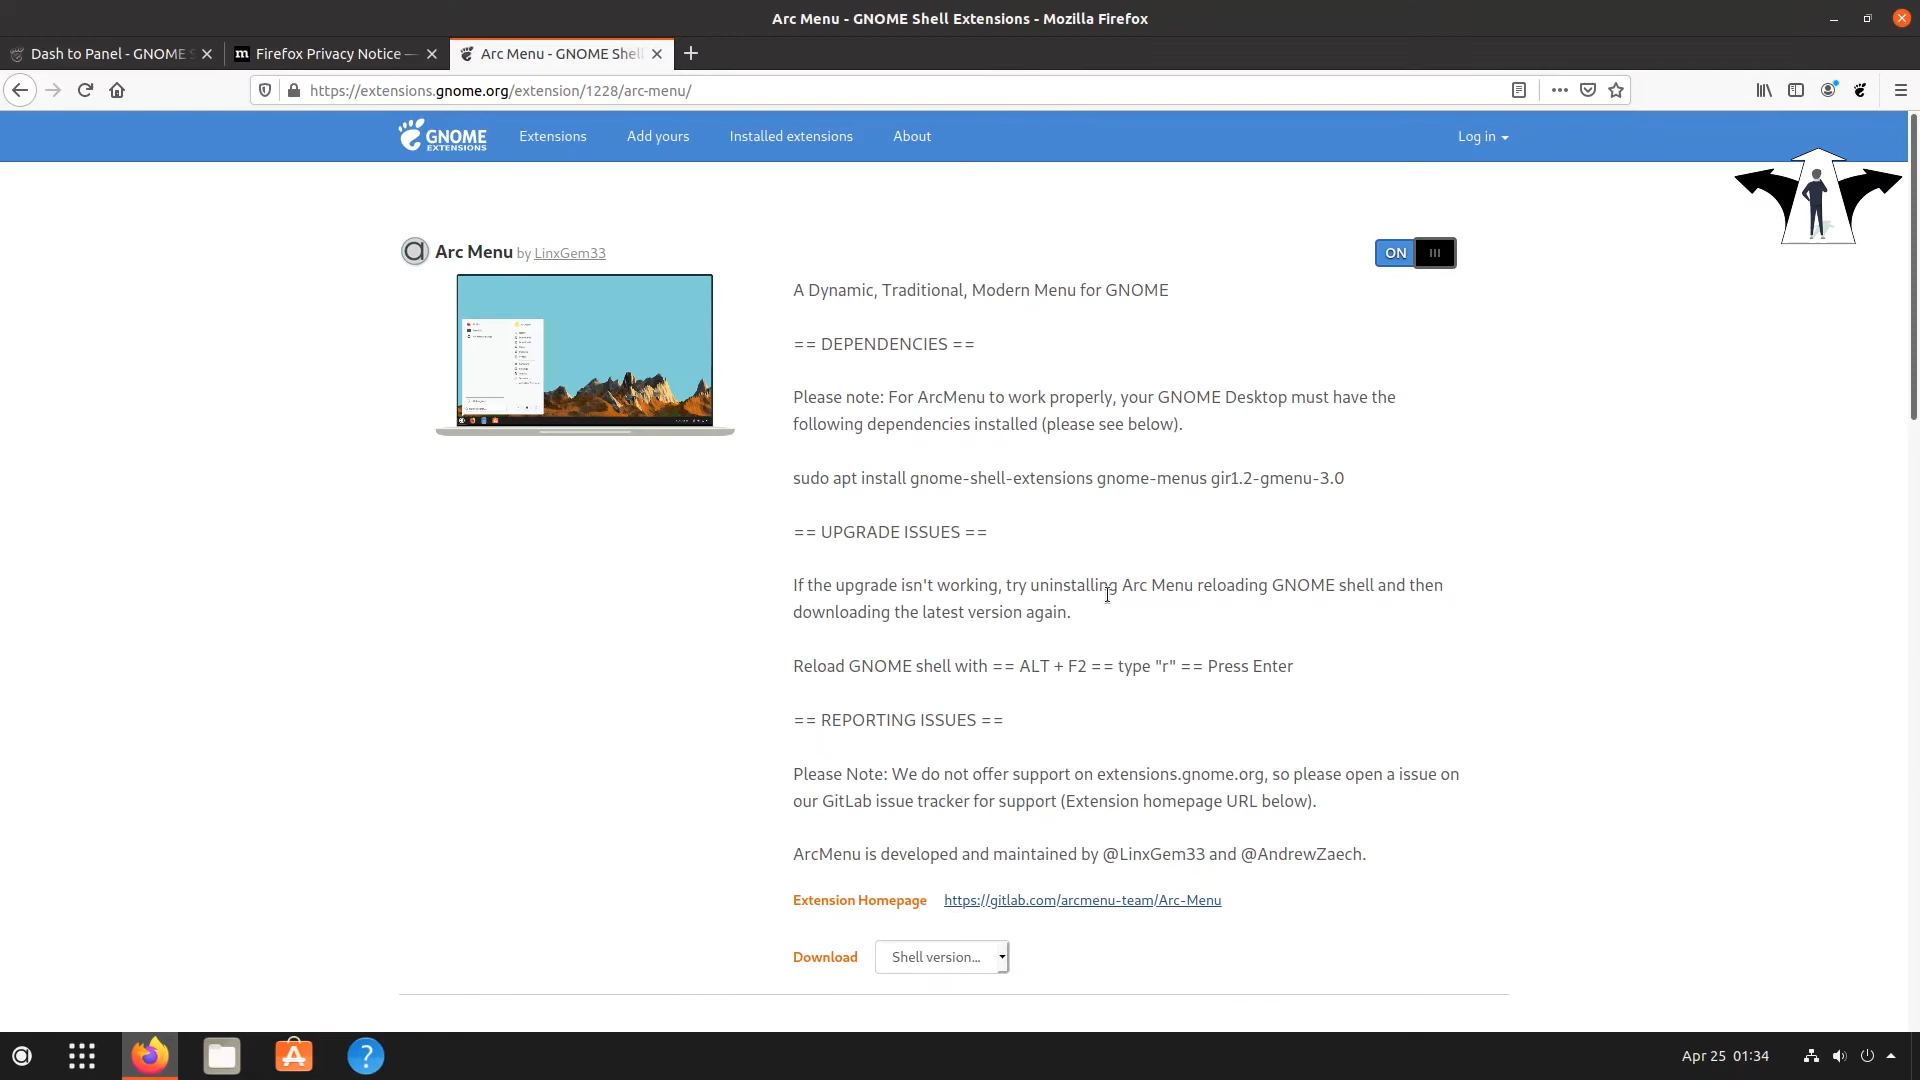 Arc Menu - GNOME Shell Extensions - Mozilla Firefox
Dash to Panel - GNOME S
Firefox Privacy Notice —
Arc Menu - GNOME Shell
https://extensions.gnome.org/extension/1228/arc-menu/
GNOME EXTENSIONS
Extensions
Add yours
Installed extensions
About
Log in
Arc Menu by LinxGem33
ON
A Dynamic, Traditional, Modern Menu for GNOME
== DEPENDENCIES ==
Please note: For ArcMenu to work properly, your GNOME Desktop must have the
following dependencies installed (please see below).
sudo apt install gnome-shell-extensions gnome-menus gir1.2-gmenu-3.0
== UPGRADE ISSUES ==
If the upgrade isn't working, try uninstalling Arc Menu reloading GNOME shell and then
downloading the latest version again.
Reload GNOME shell with == ALT + F2 == type "r" == Press Enter
== REPORTING ISSUES ==
Please Note: We do not offer support on extensions.gnome.org, so please open a issue on
our GitLab issue tracker for support (Extension homepage URL below).
ArcMenu is developed and maintained by @LinxGem33 and @AndrewZaech.
Extension Homepage https://gitlab.com/arcmenu-team/Arc-Menu
Download Shell version...
Apr 25 01:34